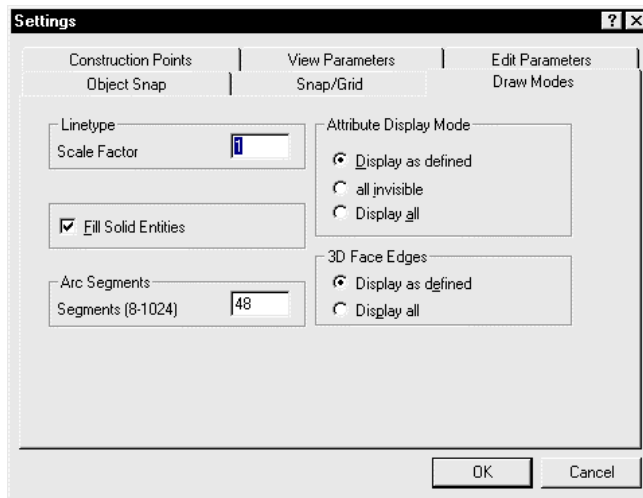 Settings
Construction Points
View Parameters
Edit Parameters
Object Snap
Snap/Grid
Draw Modes
Linetype
Scale Factor
1
Fill Solid Entities
Arc Segments
Segments (8-1024)
48
Attribute Display Mode
Display as defined
all invisible
Display all
3D Face Edges
Display as defined
Display all
OK
Cancel